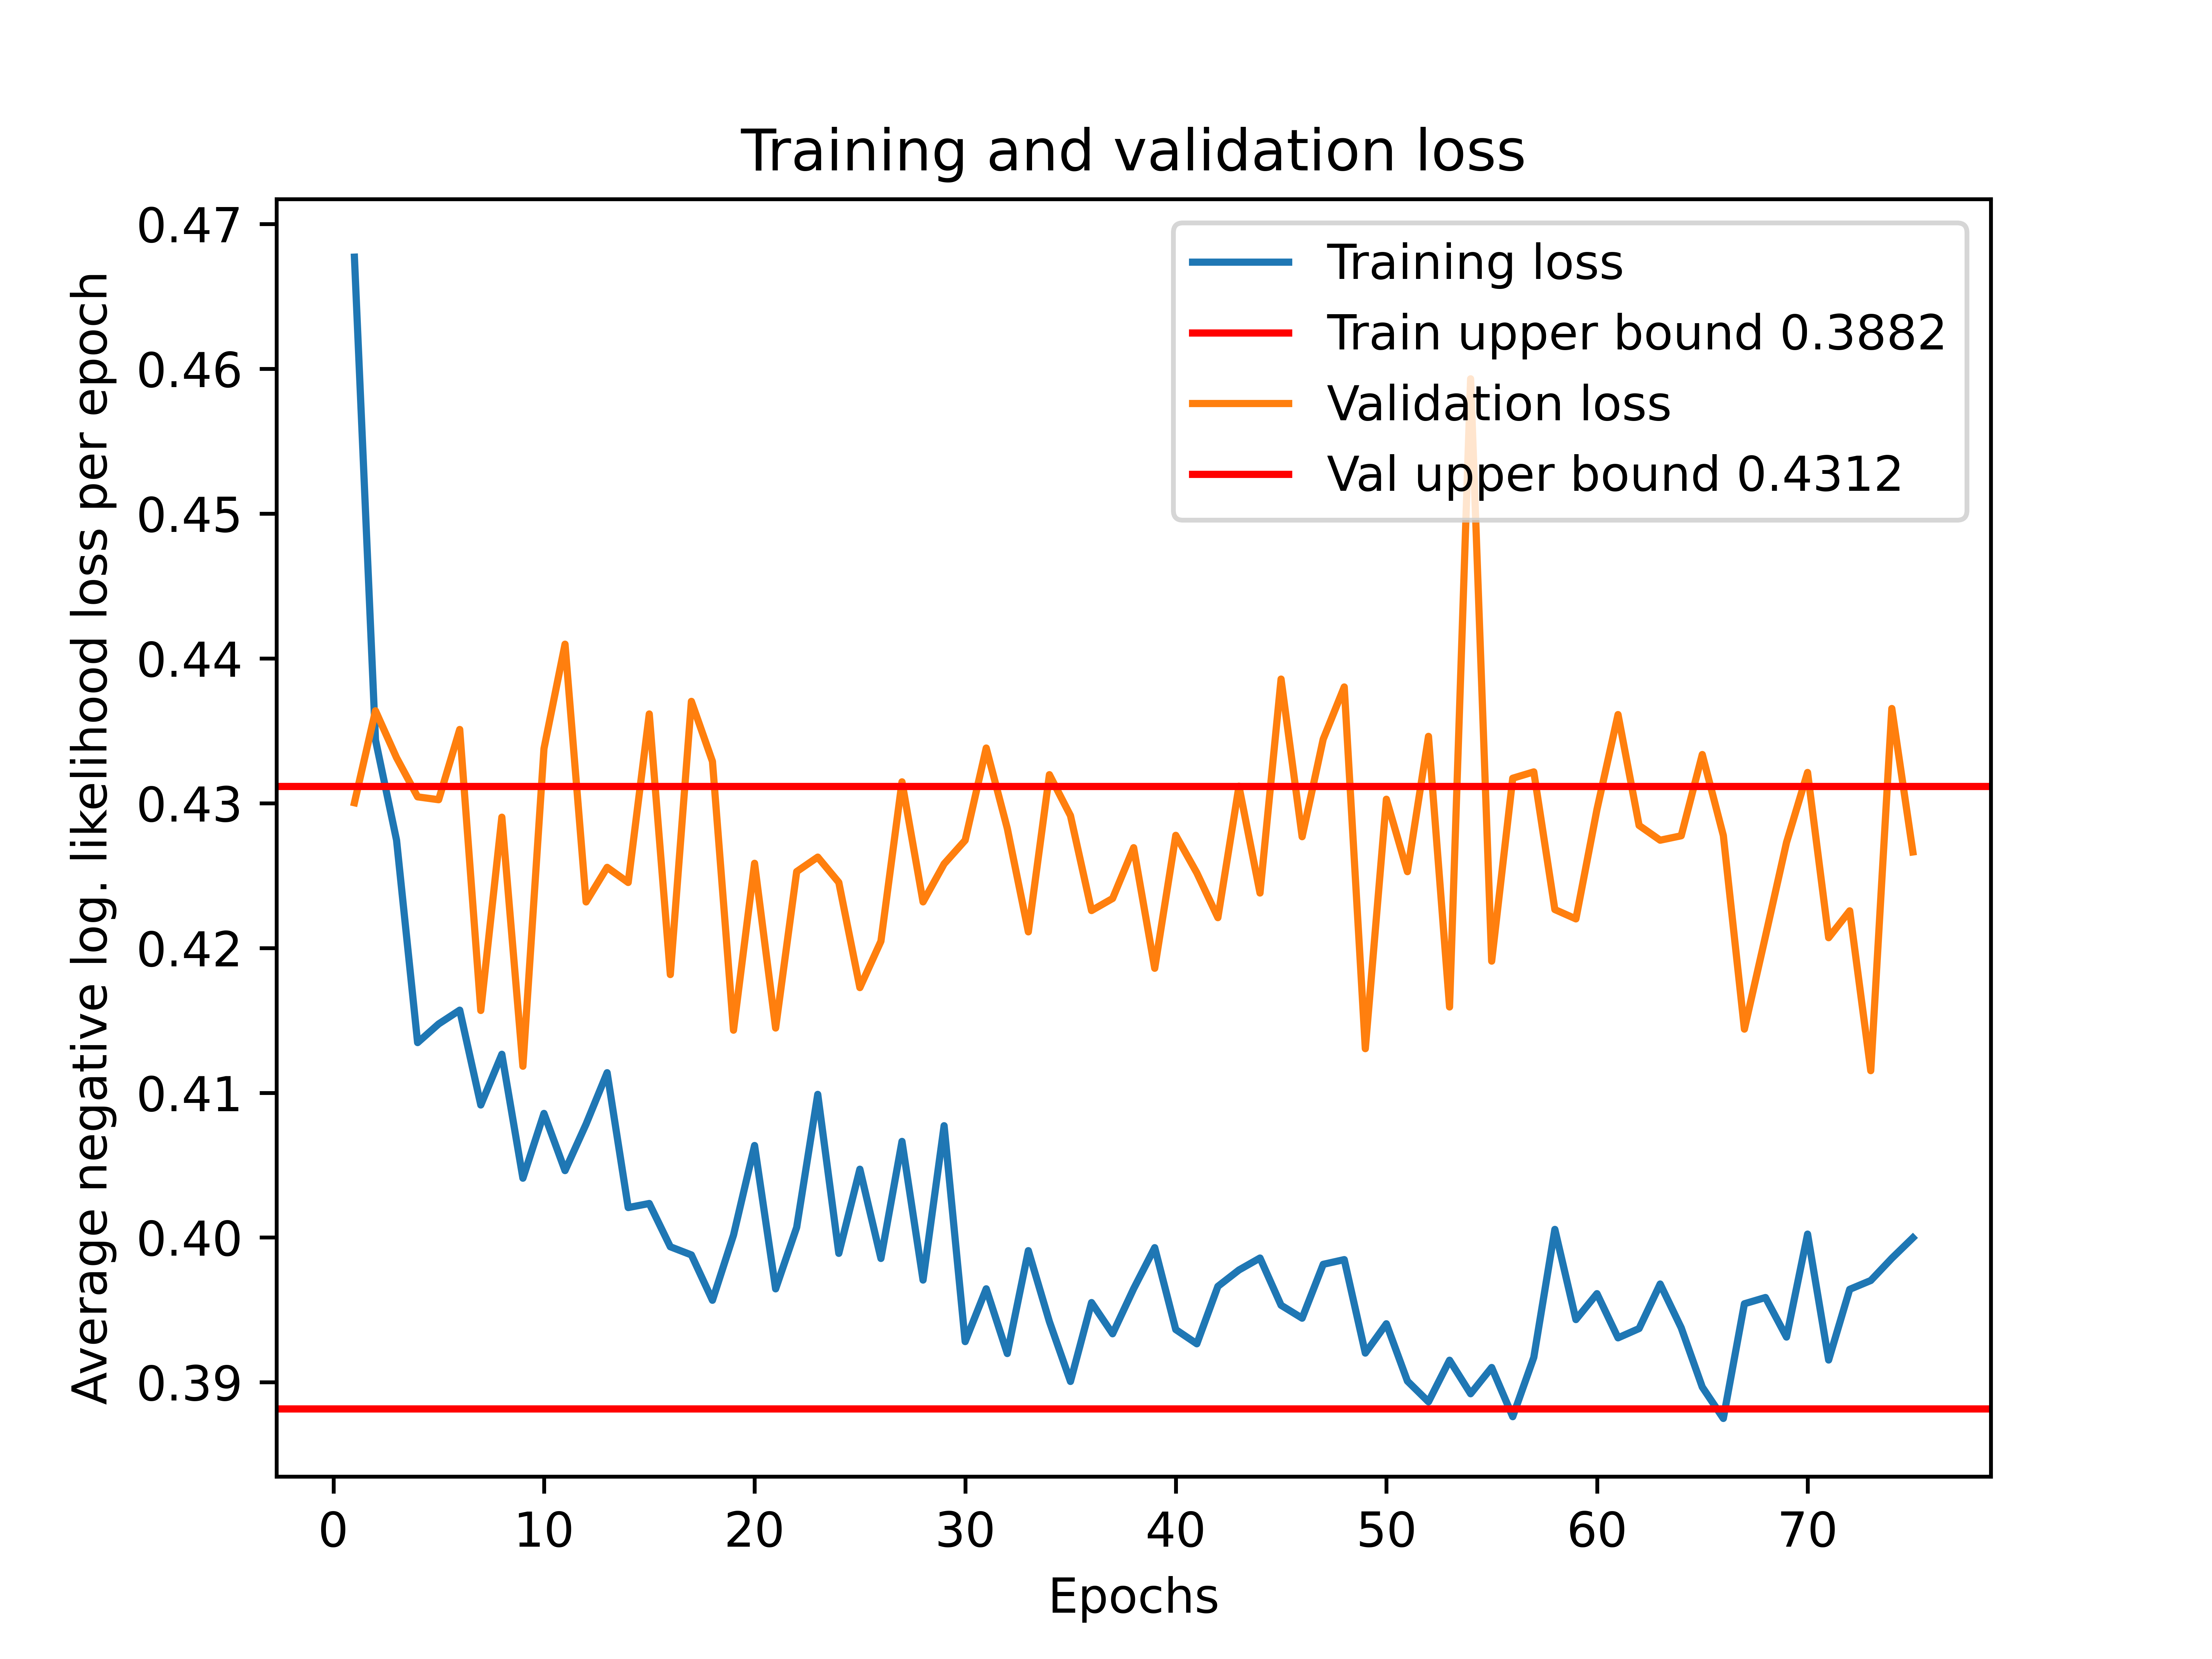 Training and validation loss
Average negative log. likelihood loss per epoch
0.47
0.46
0.45
0.44
0.43
0.42
0.41
0.40
0.39
Training loss
Train upper bound 0.3882
Validation loss
Val upper bound 0.4312
0 10 20 30 40 50 60 70
Epochs